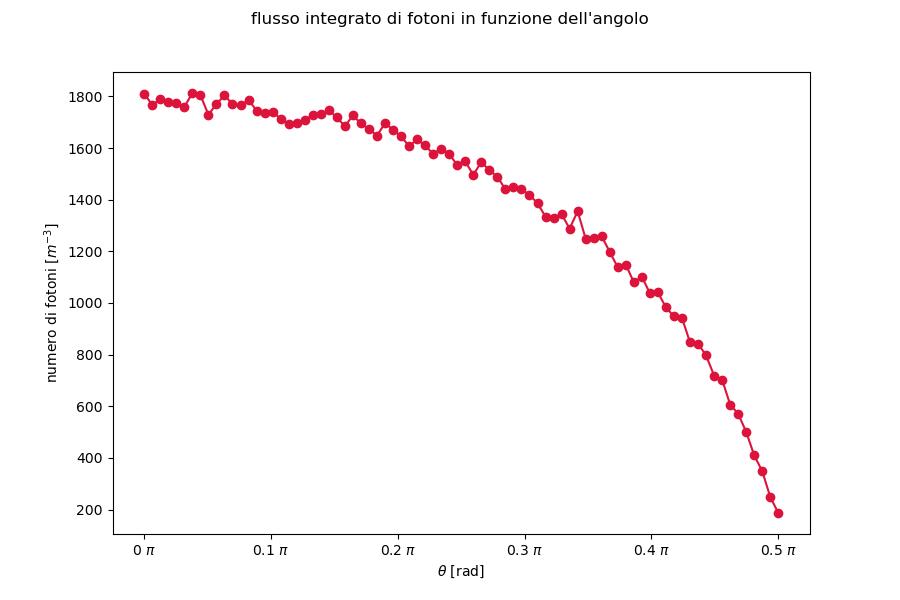 flusso integrato di fotoni in funzione dell'angolo
numero di fotoni [$m^{-3}$]
1800
1600
1400
1200
1000
800
600
400
200
0 π 0.1 π 0.2 π 0.3 π 0.4 π 0.5 π
θ [rad]